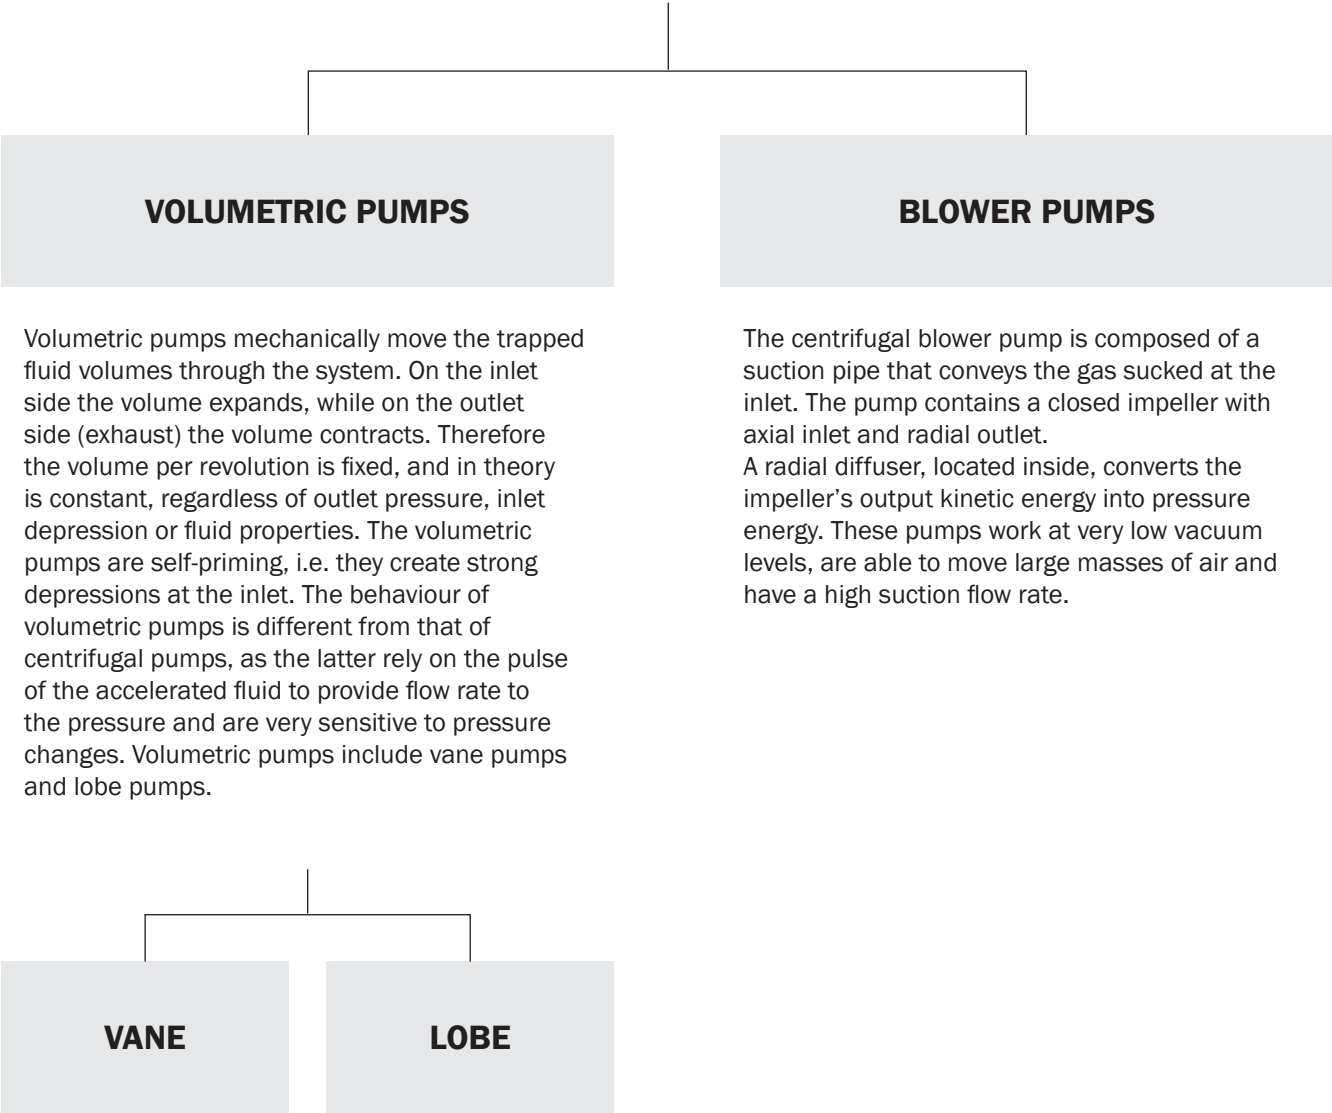 VOLUMETRIC PUMPS
Volumetric pumps mechanically move the trapped
fluid volumes through the system. On the inlet
side the volume expands, while on the outlet
side (exhaust) the volume contracts. Therefore
the volume per revolution is fixed, and in theory
is constant, regardless of outlet pressure, inlet
depression or fluid properties. The volumetric
pumps are self-priming, i.e. they create strong
depressions at the inlet. The behaviour of
volumetric pumps is different from that of
centrifugal pumps, as the latter rely on the pulse
of the accelerated fluid to provide flow rate to
the pressure and are very sensitive to pressure
changes. Volumetric pumps include vane pumps
and lobe pumps.
BLOWER PUMPS
The centrifugal blower pump is composed of a
suction pipe that conveys the gas sucked at the
inlet. The pump contains a closed impeller with
axial inlet and radial outlet.
A radial diffuser, located inside, converts the
impeller’s output kinetic energy into pressure
energy. These pumps work at very low vacuum
levels, are able to move large masses of air and
have a high suction flow rate.
VANE
LOBE